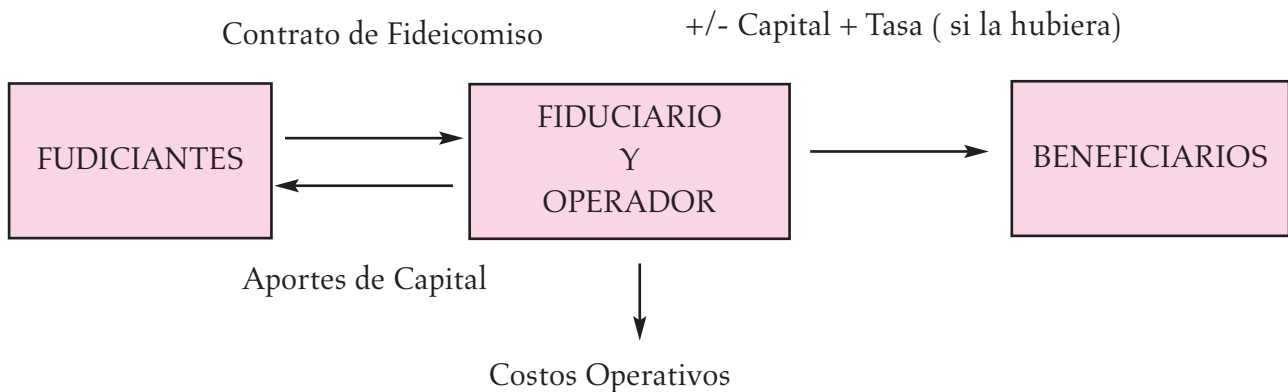 Contrato de Fideicomiso
+/- Capital + Tasa ( si la hubiera)
FUDICIANTES
FIDUCIARIO
Y
OPERADOR
BENEFICIARIOS
Aportes de Capital
Costos Operativos